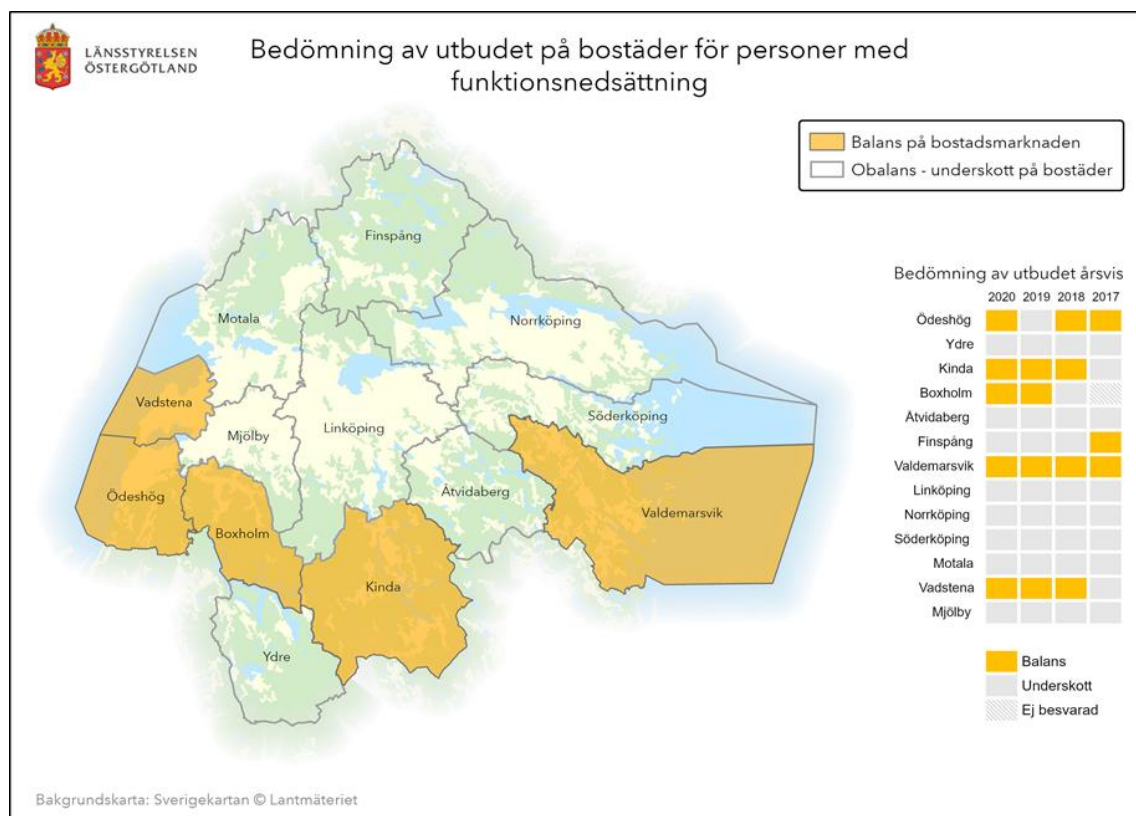 LÄNSSTYRELSEN
ÖSTERGÖTLAND
Bedömning av utbudet på bostäder för personer med
funktionsnedsättning
Balans på bostadsmarknaden
Obalans - underskott på bostäder
Finspång
Motala
Norrköping
Vadstena
Mjölby
Linköping
Söderköping
Ödeshög
Boxholm
Åtvidaberg
Valdemarsvik
Kinda
Ydre
Bedömning av utbudet årsvis
2020 2019 2018 2017
Ödeshög
Ydre
Kinda
Boxholm
Åtvidaberg
Finspång
Valdemarsvik
Linköping
Norrköping
Söderköping
Motala
Vadstena
Mjölby
Balans
Underskott
Ej besvarad
Bakgrundskarta: Sverigekartan © Lantmäteriet